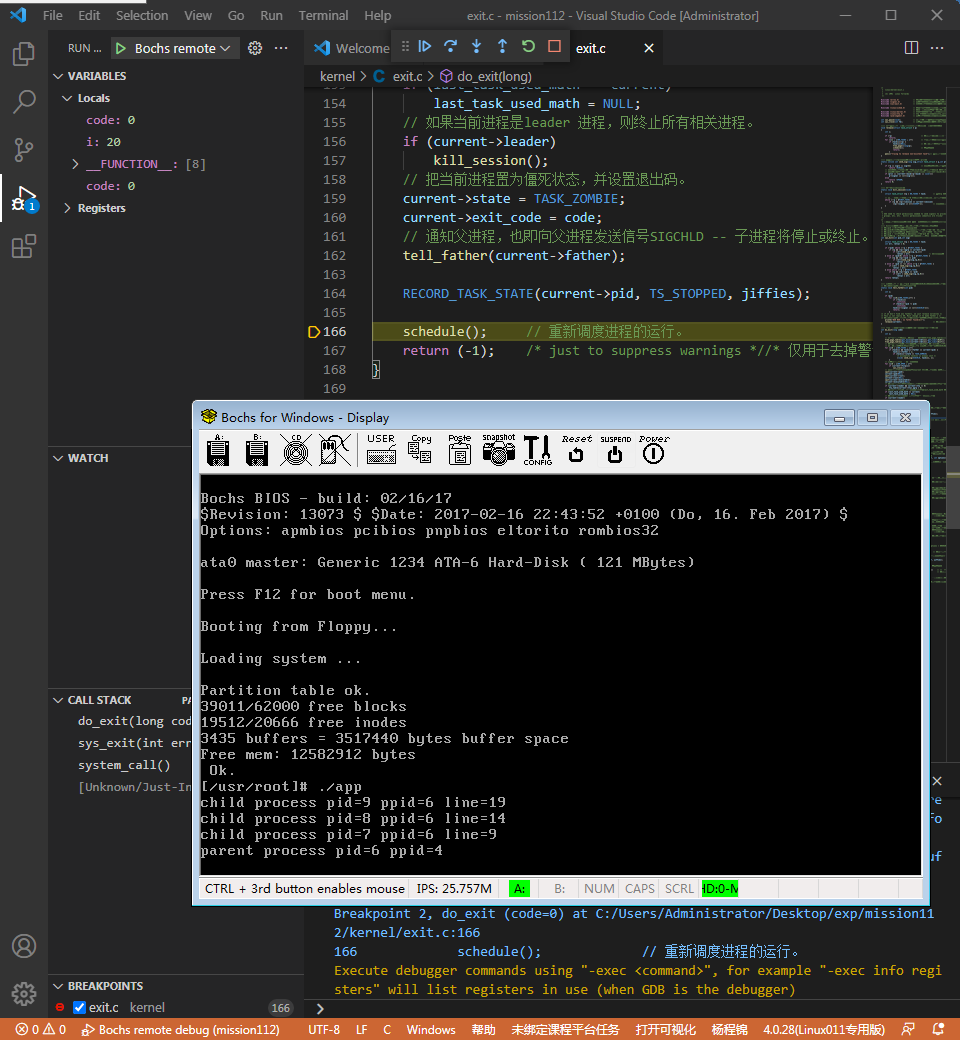 File Edit Selection View Go Run Terminal Help exit.c - mission112 - Visual Studio Code [Administrator]
RUN ... Bochs remote
Welcome exit.c
kernel > exit.c > do_exit(long)
VARIABLES
Locals
code: 0
i: 20
__FUNCTION__: [8]
code: 0
Registers
154 last_task_used_math = NULL;
155 // 如果当前进程是leader 进程，则终止所有相关进程。
156 if (current->leader)
157 kill_session();
158 // 把当前进程置为僵死状态，并设置退出码。
159 current->state = TASK_ZOMBIE;
160 current->exit_code = code;
161 // 通知父进程，也即向父进程发送信号SIGCHLD -- 子进程将停止或终止。
162 tell_father(current->father);
163
164 RECORD_TASK_STATE(current->pid, TS_STOPPED, jiffies);
165
166 schedule(); // 重新调度进程的运行。
167 return (-1); /* just to suppress warnings *//* 仅用于去掉警
168 }
169
WATCH
CALL STACK PA
do_exit(long cod
sys_exit(int err
system_call()
[Unknown/Just-In
Bochs for Windows - Display
A: B: CD USER Copy Paste snapshot CONFIG Reset SUSPEND Power
Bochs BIOS - build: 02/16/17
$Revision: 13073 $ $Date: 2017-02-16 22:43:52 +0100 (Do, 16. Feb 2017) $
Options: apmbios pcibios pnpbios eltorito rombios32
ata0 master: Generic 1234 ATA-6 Hard-Disk ( 121 MBytes)
Press F12 for boot menu.
Booting from Floppy...
Loading system ...
Partition table ok.
39011/62000 free blocks
19512/20666 free inodes
3435 buffers = 3517440 bytes buffer space
Free mem: 12582912 bytes
Ok.
[/usr/root]# ./app
child process pid=9 ppid=6 line=19
child process pid=8 ppid=6 line=14
child process pid=7 ppid=6 line=9
parent process pid=6 ppid=4
CTRL + 3rd button enables mouse IPS: 25.757M A: B: NUM CAPS SCRL HD:0-M
Breakpoint 2, do_exit (code=0) at C:/Users/Administrator/Desktop/exp/mission11
2/kernel/exit.c:166
166 schedule(); // 重新调度进程的运行。
Execute debugger commands using "-exec <command>", for example "-exec info regi
sters" will list registers in use (when GDB is the debugger)
BREAKPOINTS
exit.c kernel 166
0 0 Bochs remote debug (mission112) UTF-8 LF C Windows 帮助 未绑定课程平台任务 打开可视化 杨程锦 4.0.28(Linux011专用版)